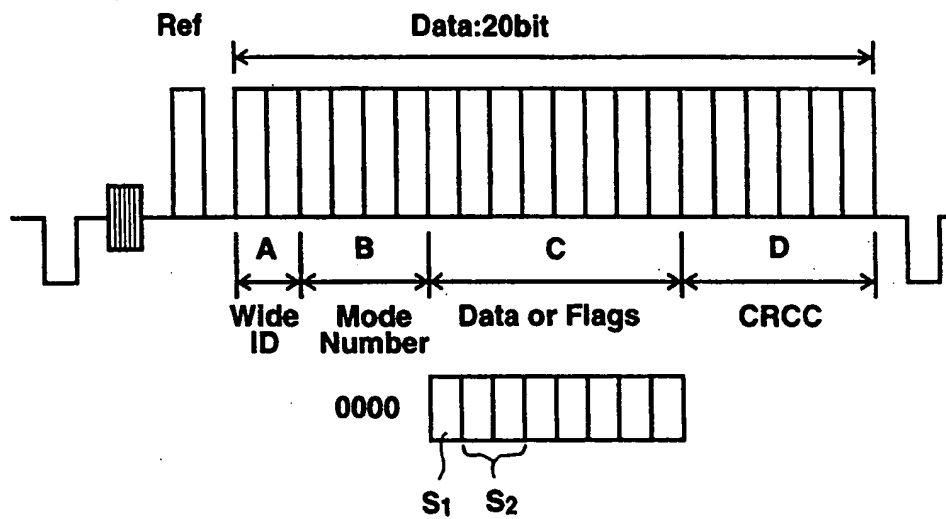 Ref Data:20bit
A B C D
Wide ID Mode Number Data or Flags CRCC
0000
S1 S2